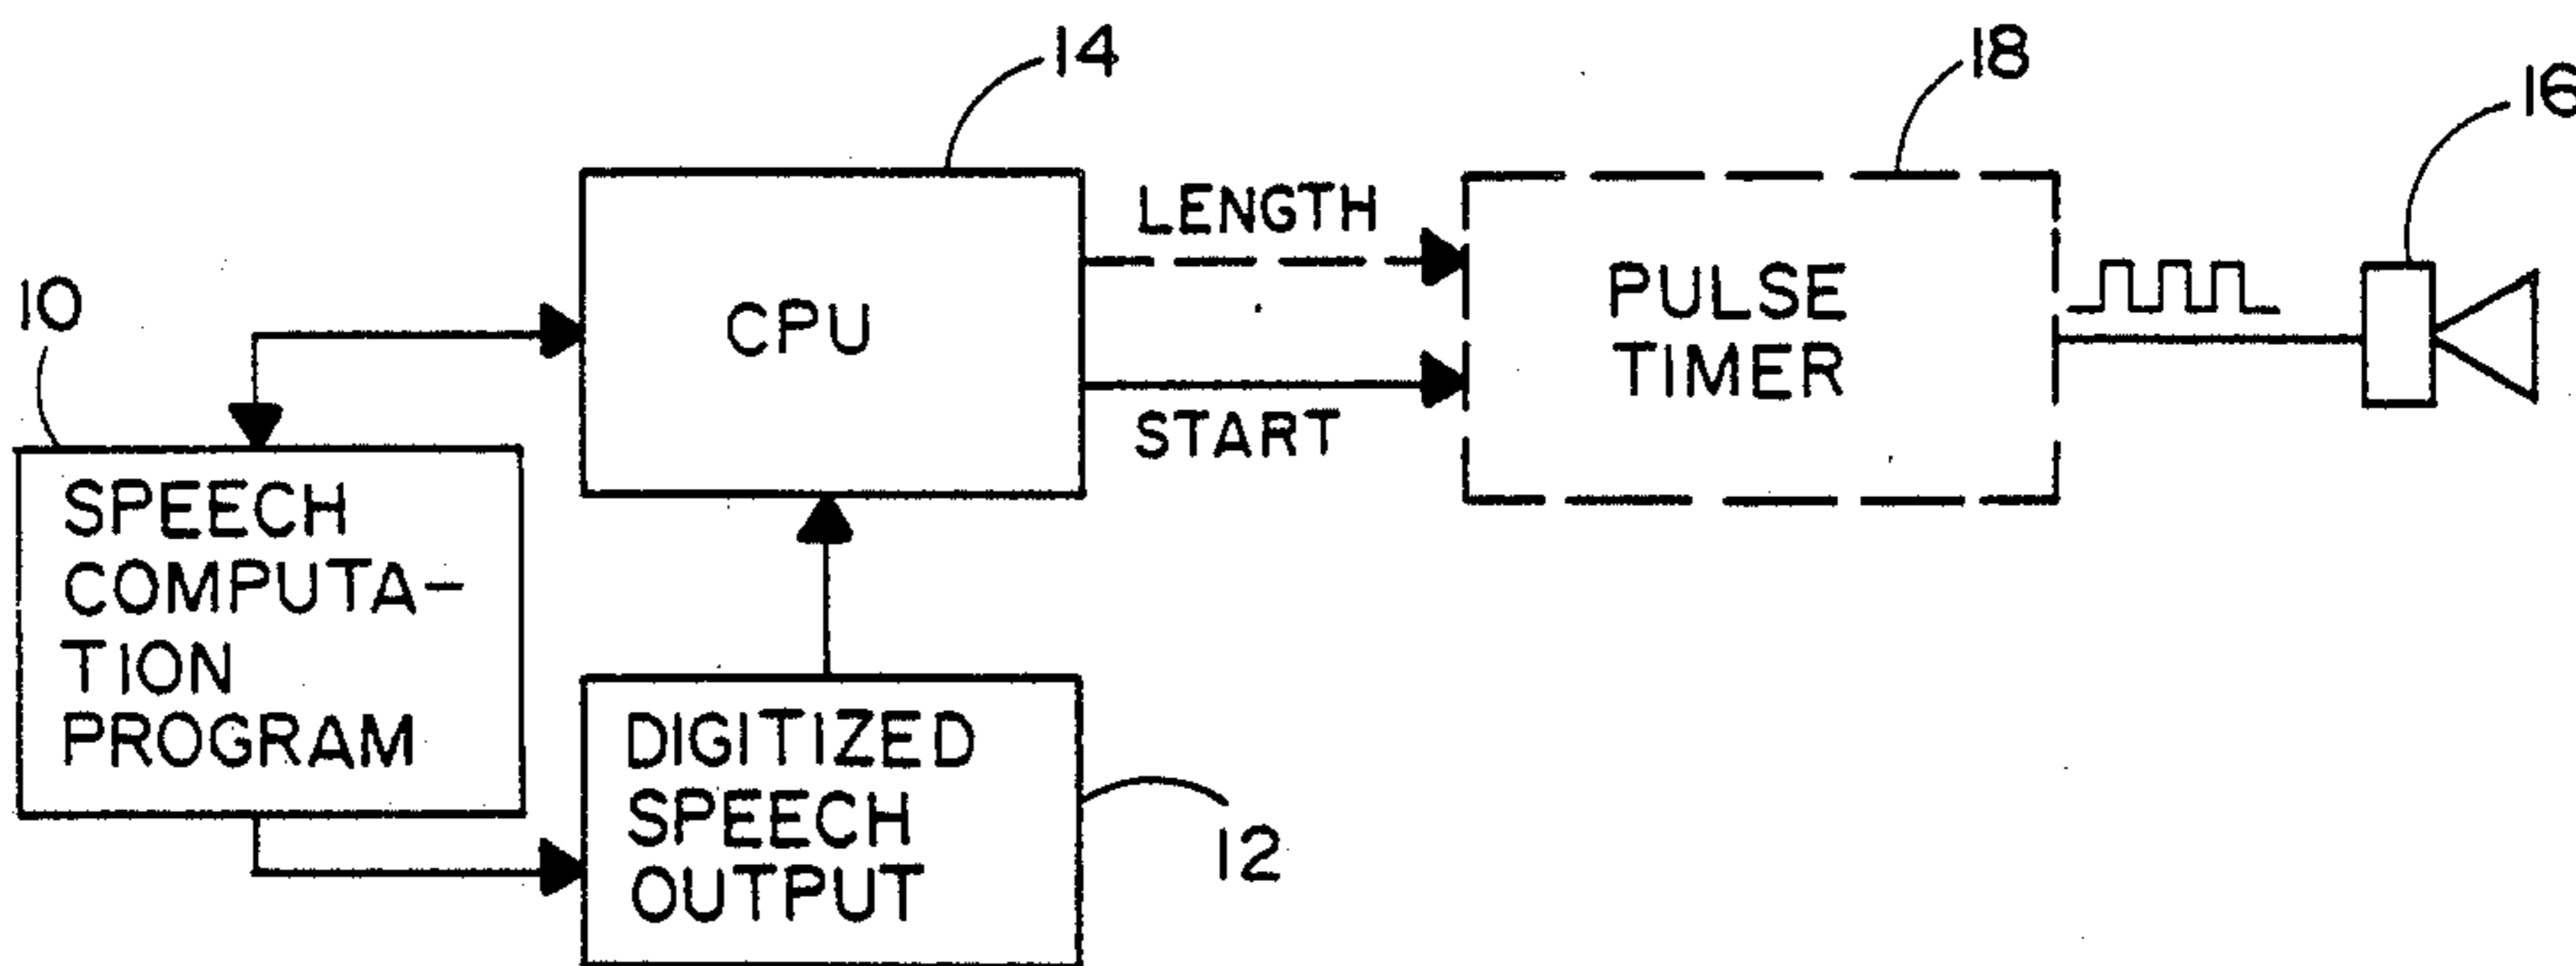 14
18
16
LENGTH
CPU
PULSE
TIMER
10
START
SPEECH
COMPUTA-
TION
PROGRAM
DIGITIZED
SPEECH
OUTPUT
12